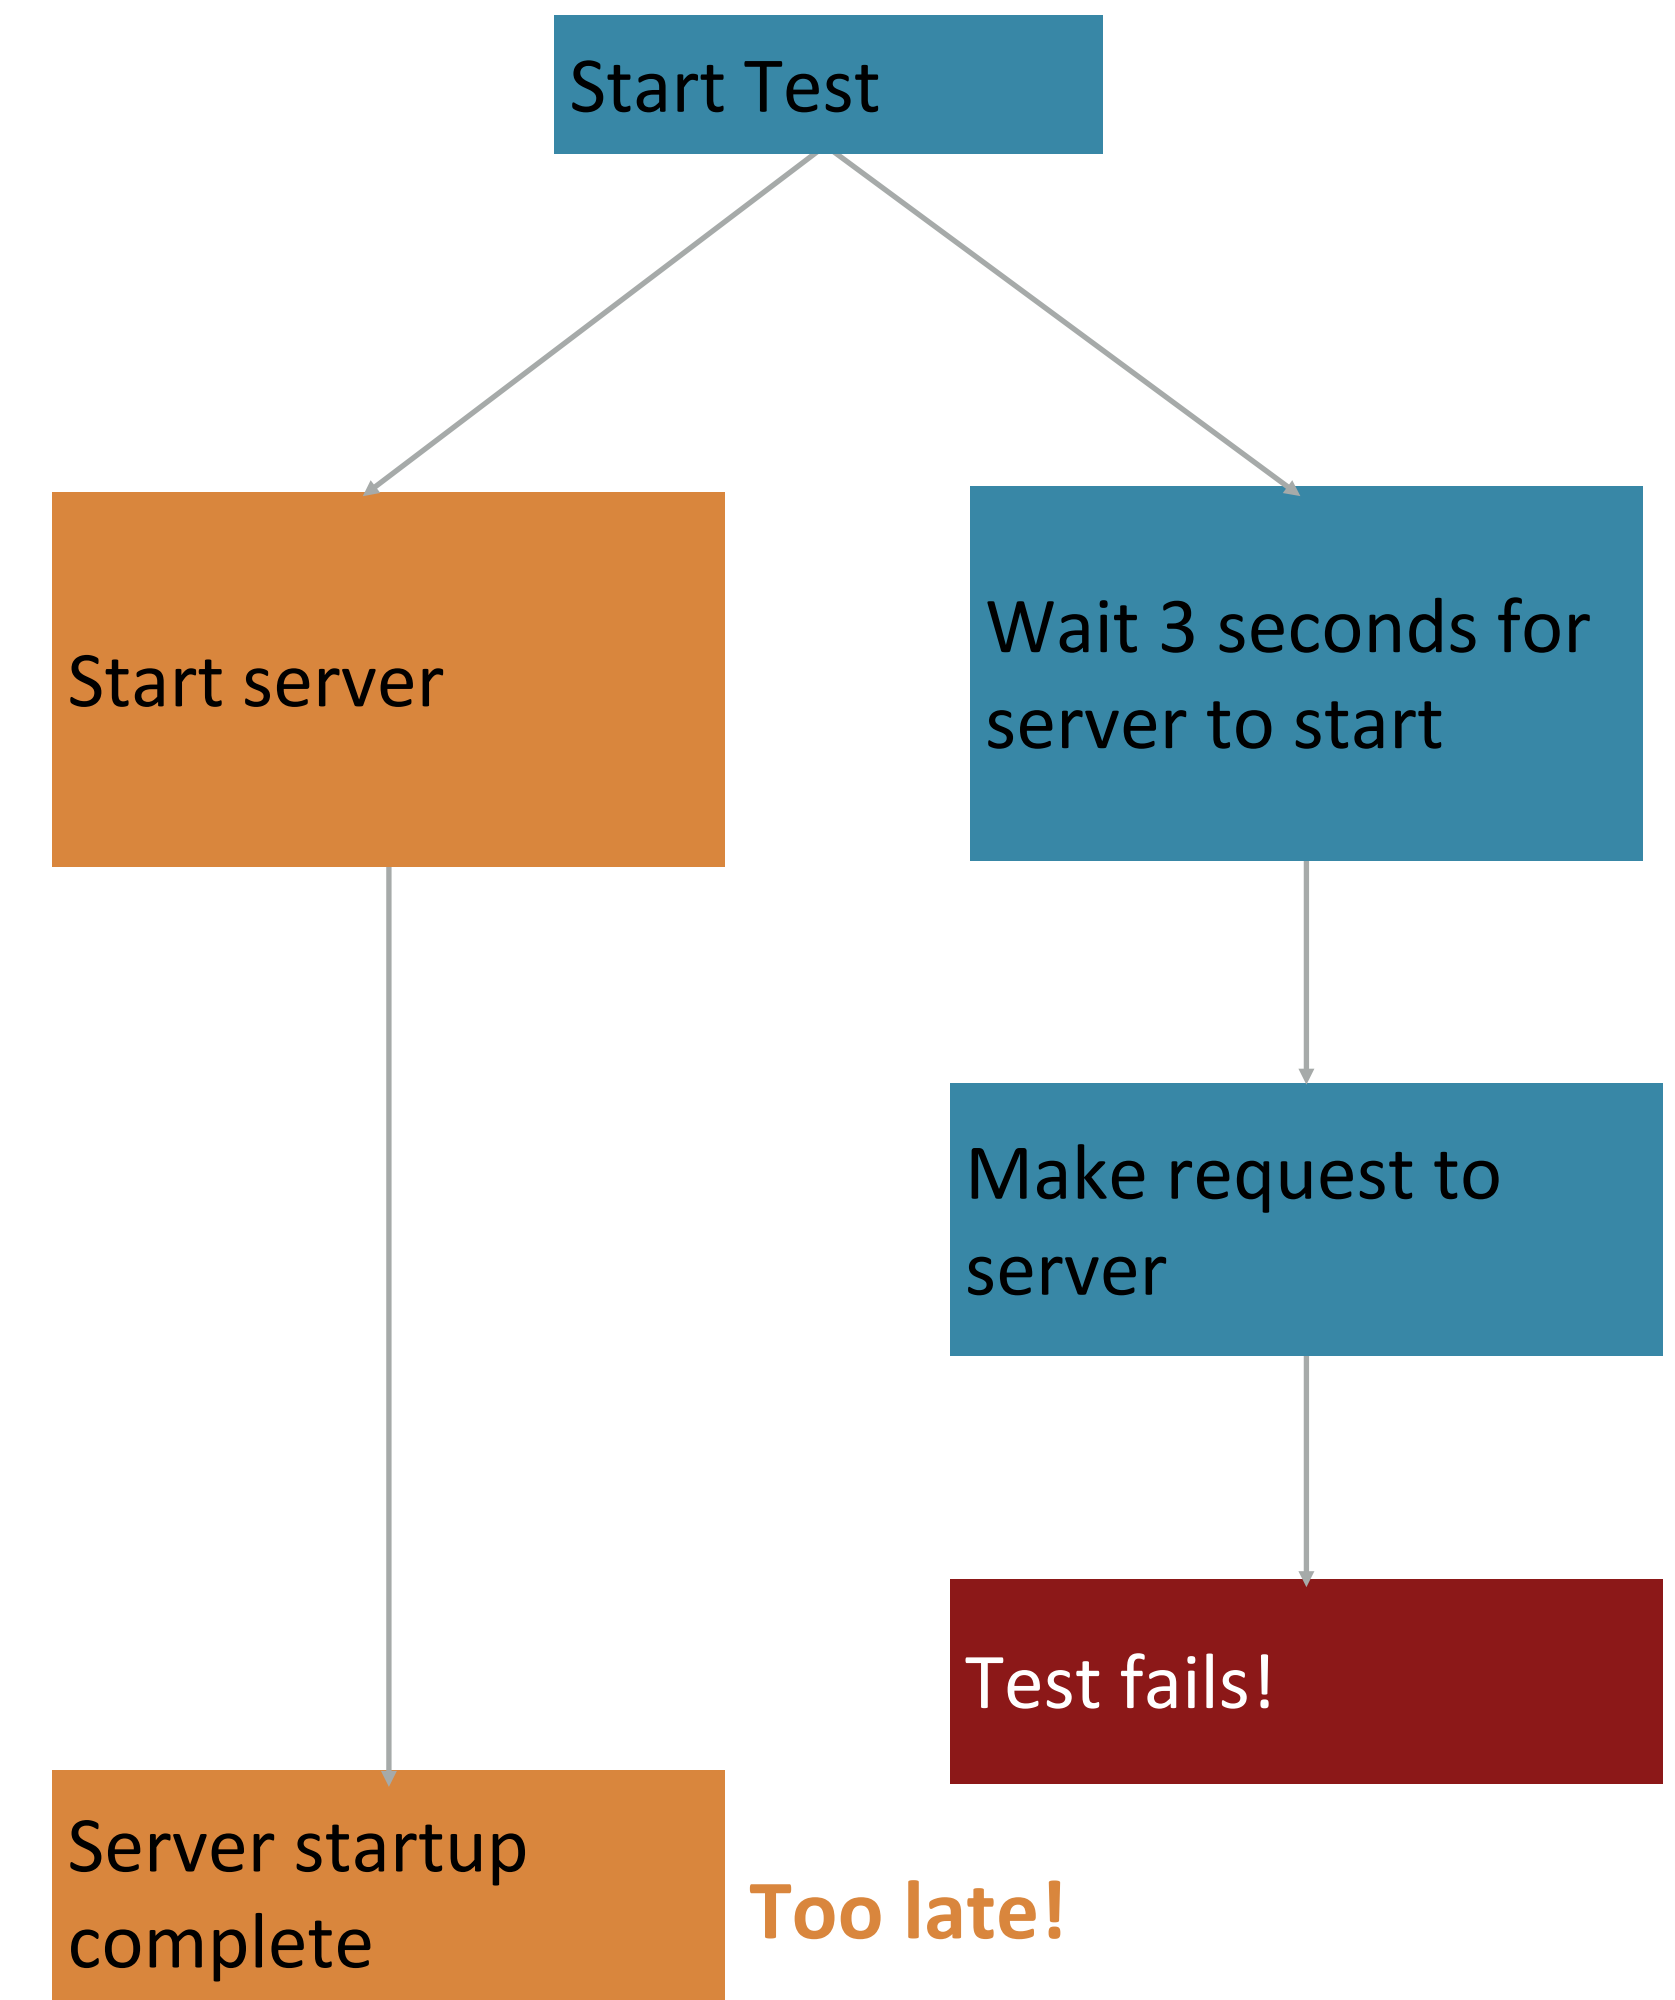 Start Test
Start server
Wait 3 seconds for
server to start
Make request to
server
Test fails!
Server startup
complete
Too late!